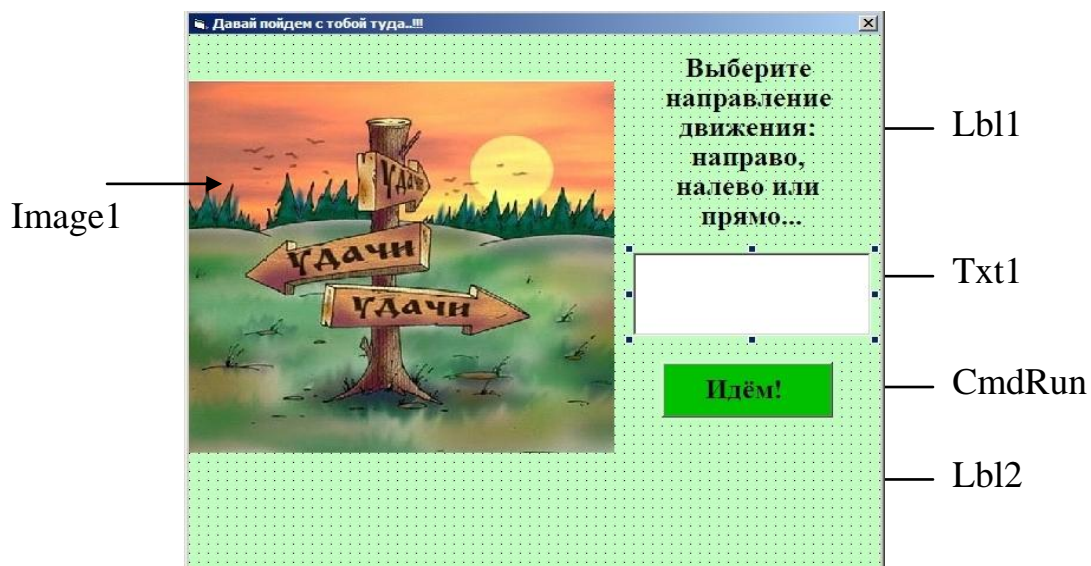 Давай пойдем с тобой туда..!!!
Выберите
направление
движения:
направо,
налево или
прямо...
Lbl1
Image1
удачи
удачи
удачи
Txt1
Идём!
CmdRun
Lbl2